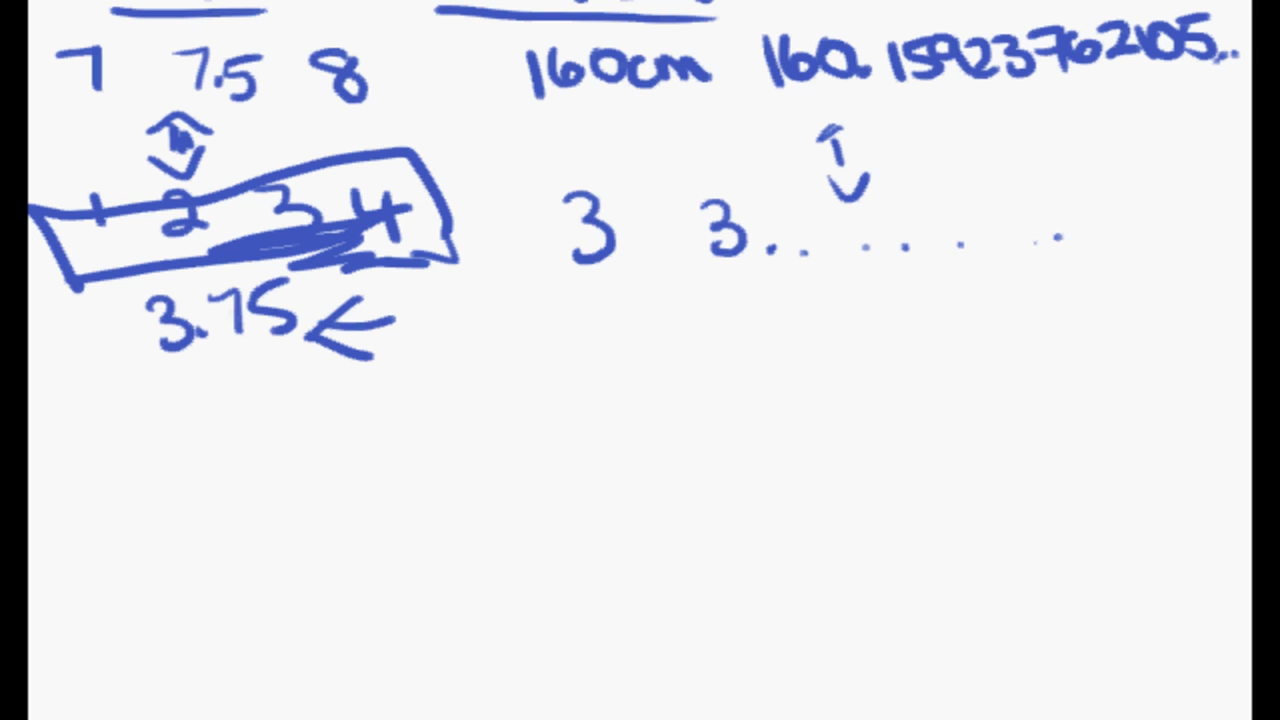 7 7.5 8 160cm 160.15923762105...
1 2 3 4 3 3........
3.75